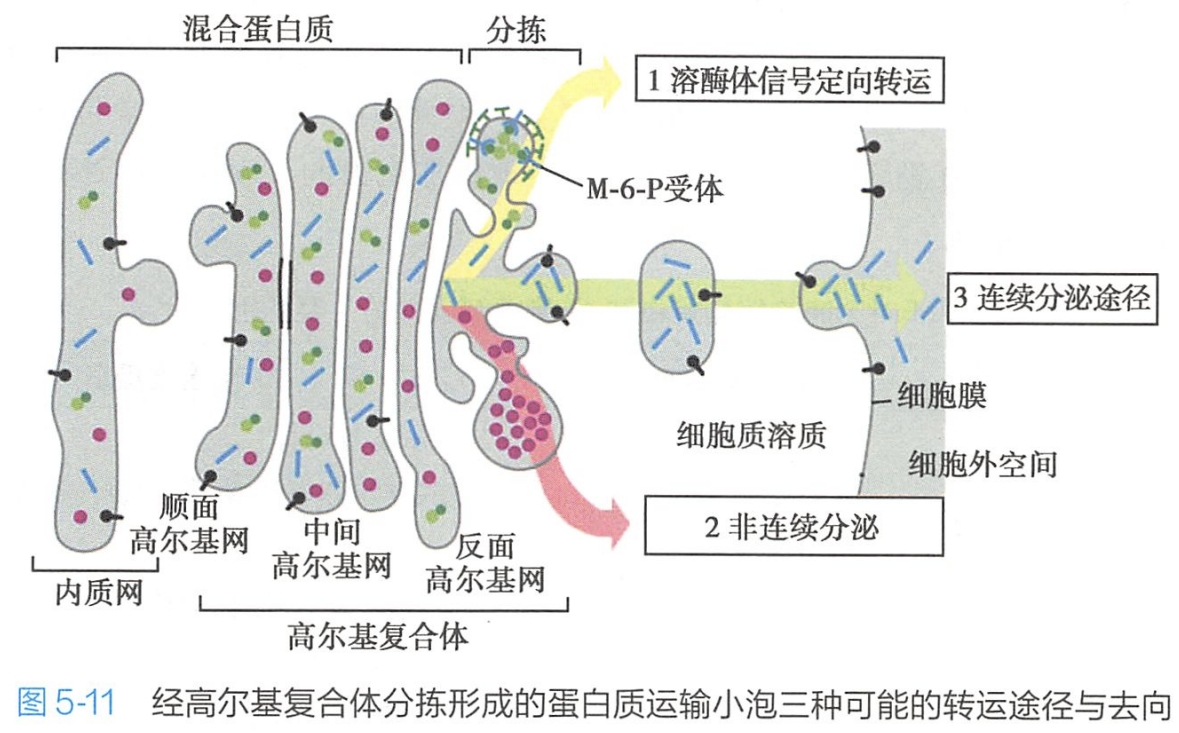 混合蛋白质
分拣
1 溶酶体信号定向转运
M-6-P受体
3 连续分泌途径
细胞膜
细胞质溶质
细胞外空间
顺面
高尔基网
中间
高尔基网
反面
高尔基网
2 非连续分泌
内质网
高尔基复合体
图 5-11 经高尔基复合体分拣形成的蛋白质运输小泡三种可能的转运途径与去向